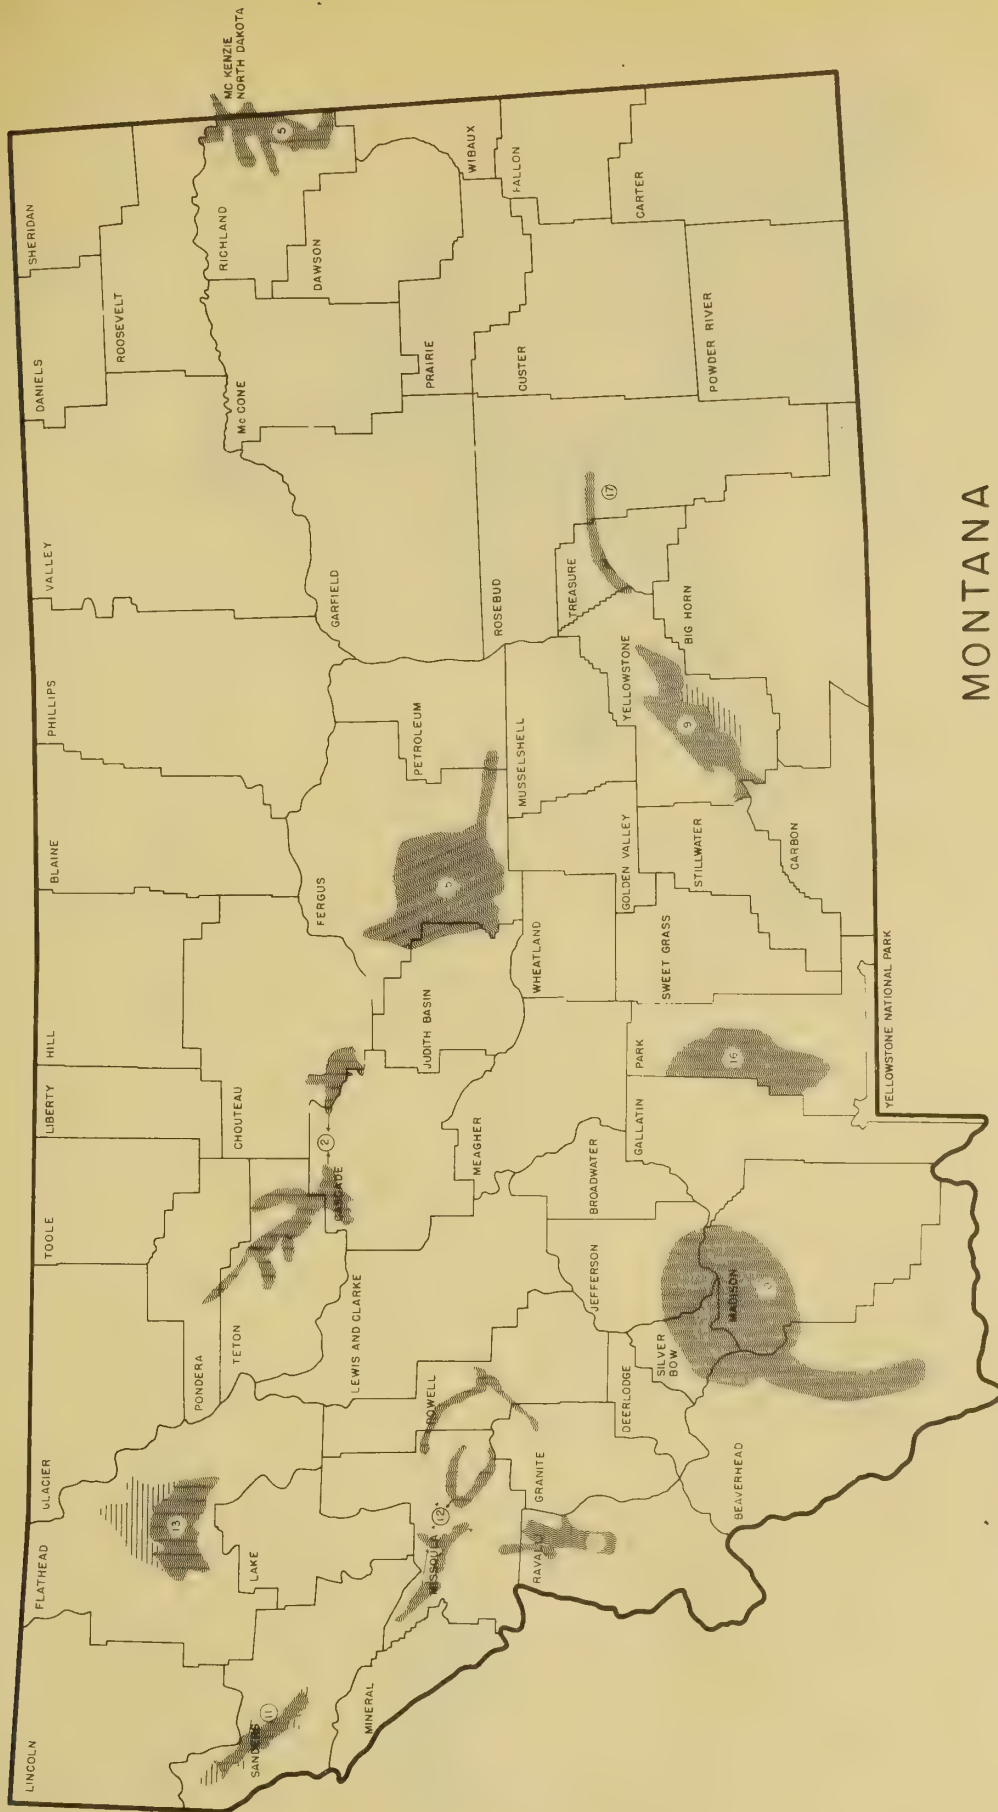 LINCOLN
FLATHEAD
GLACIER
TOOLE
LIBERTY
HILL
BLAINE
PHILLIPS
VALLEY
DANIELS
SHERIDAN
ROOSEVELT
RICHLAND
MC KENZIE
NORTH DAKOTA
5
PONDERA
TETON
CHOUTEAU
2
CASCADE
FERGUS
5
GARFIELD
Mc CONE
DAWSON
SANDERS
11
13
LAKE
LEWIS AND CLARKE
JUDITH BASIN
PETROLEUM
PRAIRIE
WIBAUX
MINERAL
MISSOULA
12
POWELL
MEAGHER
WHEATLAND
MUSSELSHELL
ROSEBUD
CUSTER
FALLON
RAVALLI
GRANITE
DEERLODGE
SILVER
BOW
JEFFERSON
BROADWATER
GALLATIN
PARK
SWEET GRASS
GOLDEN VALLEY
STILLWATER
YELLOWSTONE
TREASURE
17
9
BIG HORN
POWDER RIVER
CARTER
BEAVERHEAD
MADISON
16
CARBON
YELLOWSTONE NATIONAL PARK
MONTANA